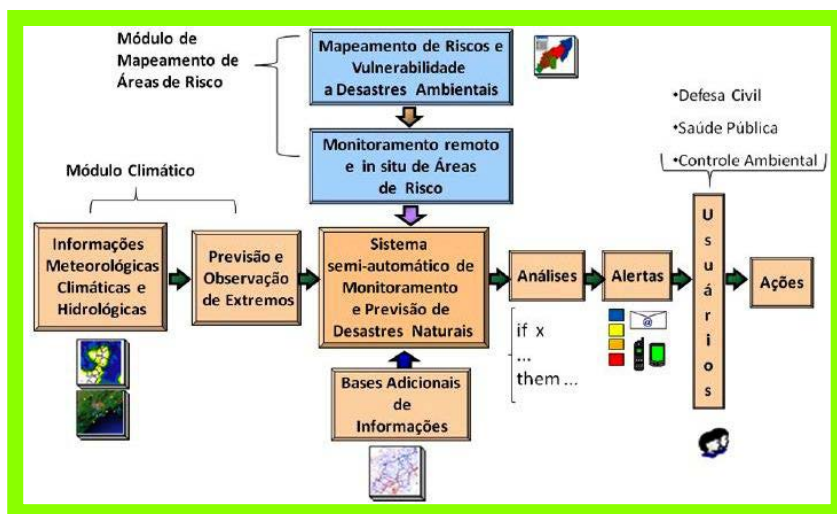 Módulo de
Mapeamento de
Áreas de Risco
Mapeamento de Riscos e
Vulnerabilidade
a Desastres Ambientais
•Defesa Civil
•Saúde Pública
•Controle Ambiental
Monitoramento remoto
e in situ de Áreas
de Risco
Módulo Climático
Informações
Meteorológicas
Climáticas e
Hidrológicas
Previsão e
Observação
de Extremos
Sistema
semi-automático de
Monitoramento
e Previsão de
Desastres Naturais
Análises
Alertas
Usuários
Ações
if x
...
them ...
@
Bases Adicionais
de
Informações